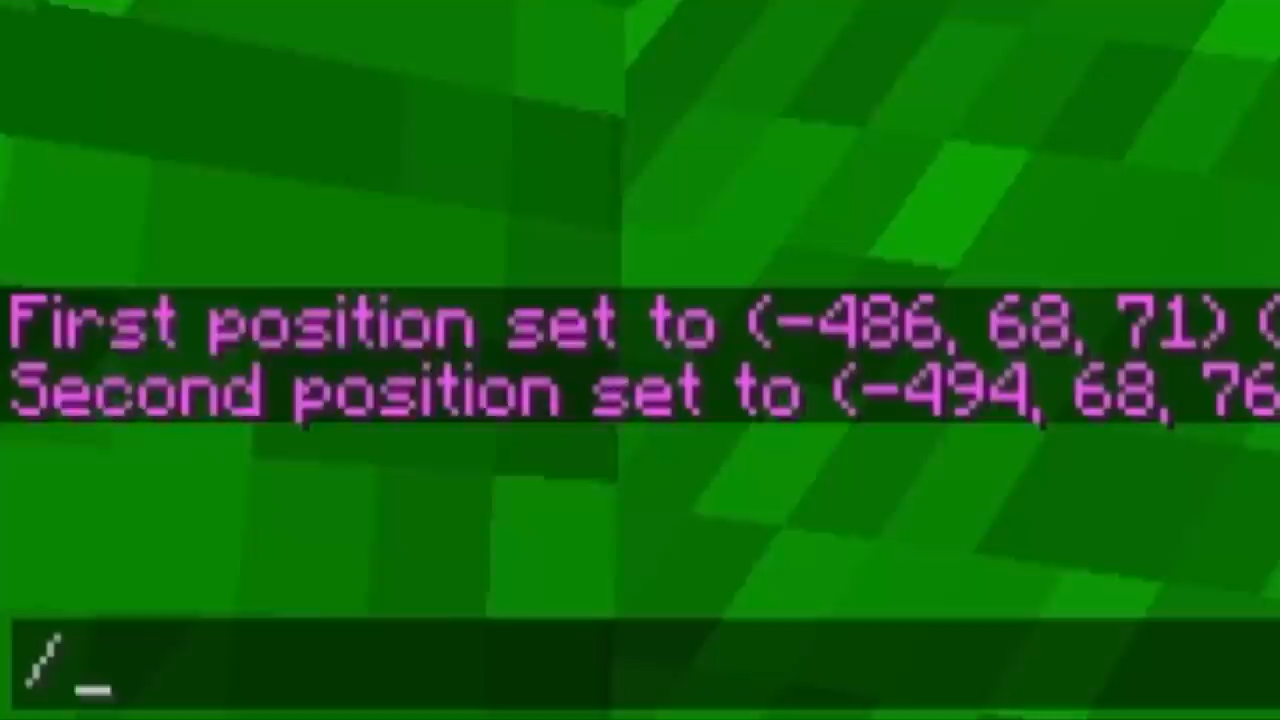 First position set to (-486, 68, 71) (
Second position set to (-494, 68, 76
/_